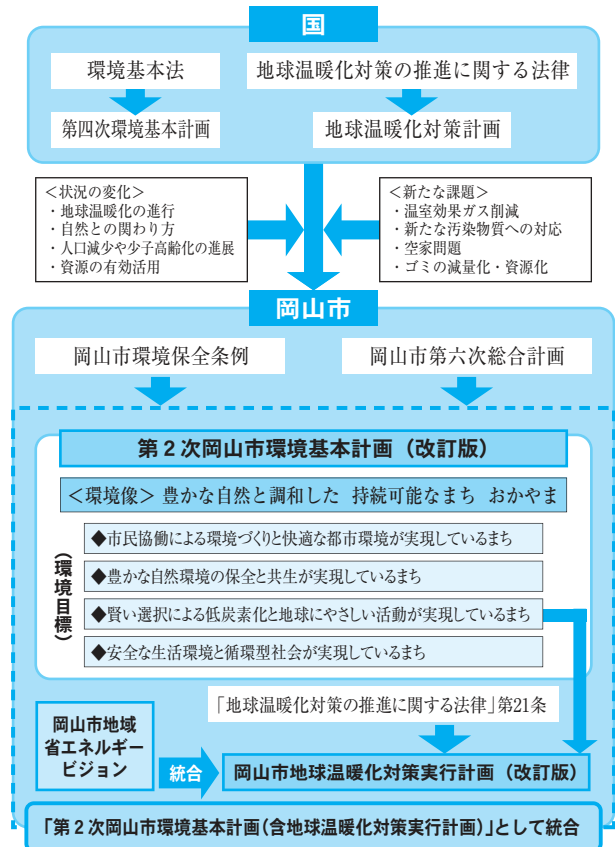 国
環境基本法
地球温暖化対策の推進に関する法律
第四次環境基本計画
地球温暖化対策計画
＜状況の変化＞
・地球温暖化の進行
・自然との関わり方
・人口減少や少子高齢化の進展
・資源の有効活用
＜新たな課題＞
・温室効果ガス削減
・新たな汚染物質への対応
・空家問題
・ゴミの減量化・資源化
岡山市
岡山市環境保全条例
岡山市第六次総合計画
第２次岡山市環境基本計画（改訂版）
＜環境像＞ 豊かな自然と調和した 持続可能なまち おかやま
（環境目標）
◆市民協働による環境づくりと快適な都市環境が実現しているまち
◆豊かな自然環境の保全と共生が実現しているまち
◆賢い選択による低炭素化と地球にやさしい活動が実現しているまち
◆安全な生活環境と循環型社会が実現しているまち
「地球温暖化対策の推進に関する法律」第21条
岡山市地域
省エネルギー
ビジョン
統合
岡山市地球温暖化対策実行計画（改訂版）
「第２次岡山市環境基本計画（含地球温暖化対策実行計画）」として統合